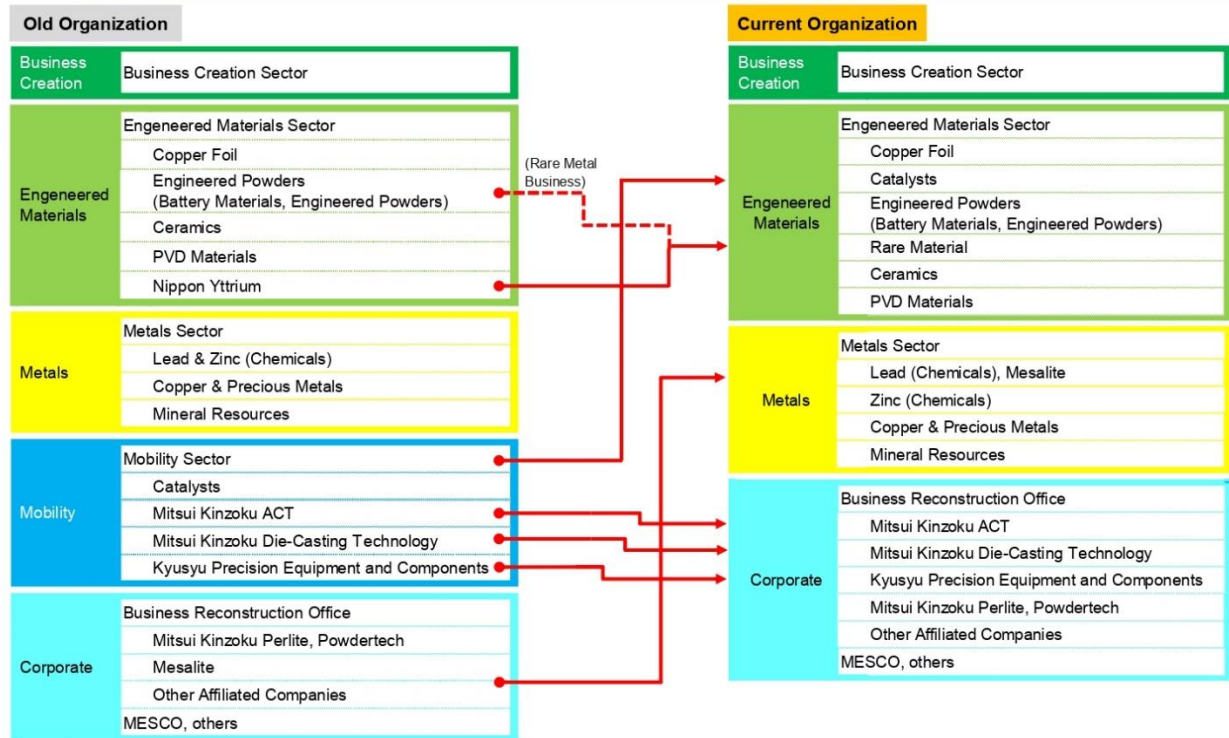 Old Organization
Business
Creation
Business Creation Sector
Engeneered
Materials
Engeneered Materials Sector
Copper Foil
Engineered Powders
(Battery Materials, Engineered Powders)
Ceramics
PVD Materials
Nippon Yttrium
Metals
Metals Sector
Lead & Zinc (Chemicals)
Copper & Precious Metals
Mineral Resources
Mobility
Mobility Sector
Catalysts
Mitsui Kinzoku ACT
Mitsui Kinzoku Die-Casting Technology
Kyusyu Precision Equipment and Components
Corporate
Business Reconstruction Office
Mitsui Kinzoku Perlite, Powdertech
Mesalite
Other Affiliated Companies
MESCO, others
(Rare Metal
Business)
Current Organization
Business
Creation
Business Creation Sector
Engeneered
Materials
Engeneered Materials Sector
Copper Foil
Catalysts
Engineered Powders
(Battery Materials, Engineered Powders)
Rare Material
Ceramics
PVD Materials
Metals
Metals Sector
Lead (Chemicals), Mesalite
Zinc (Chemicals)
Copper & Precious Metals
Mineral Resources
Corporate
Business Reconstruction Office
Mitsui Kinzoku ACT
Mitsui Kinzoku Die-Casting Technology
Kyusyu Precision Equipment and Components
Mitsui Kinzoku Perlite, Powdertech
Other Affiliated Companies
MESCO, others